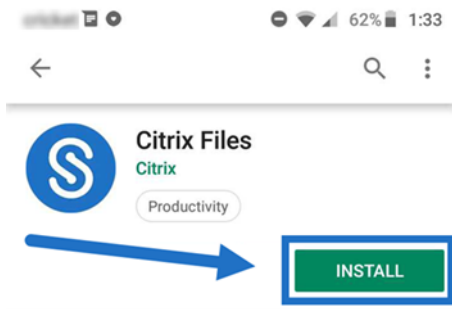 62% 1:33
Citrix Files
Citrix
Productivity
INSTALL